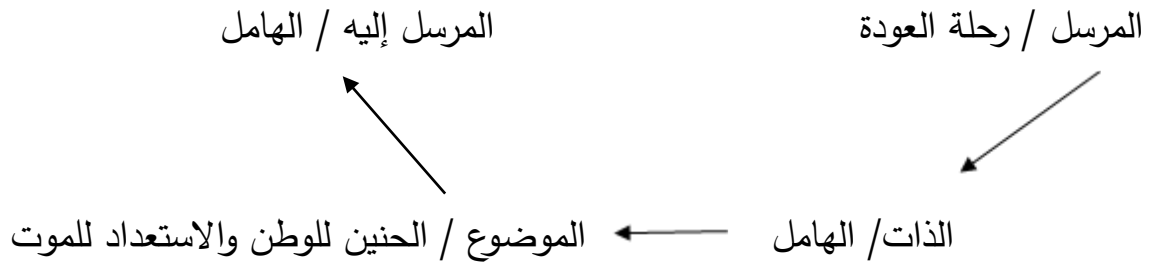 المرسل / رحلة العودة
المرسل إليه / الهامل
الذات/ الهامل
الموضوع / الحنين للوطن والاستعداد للموت